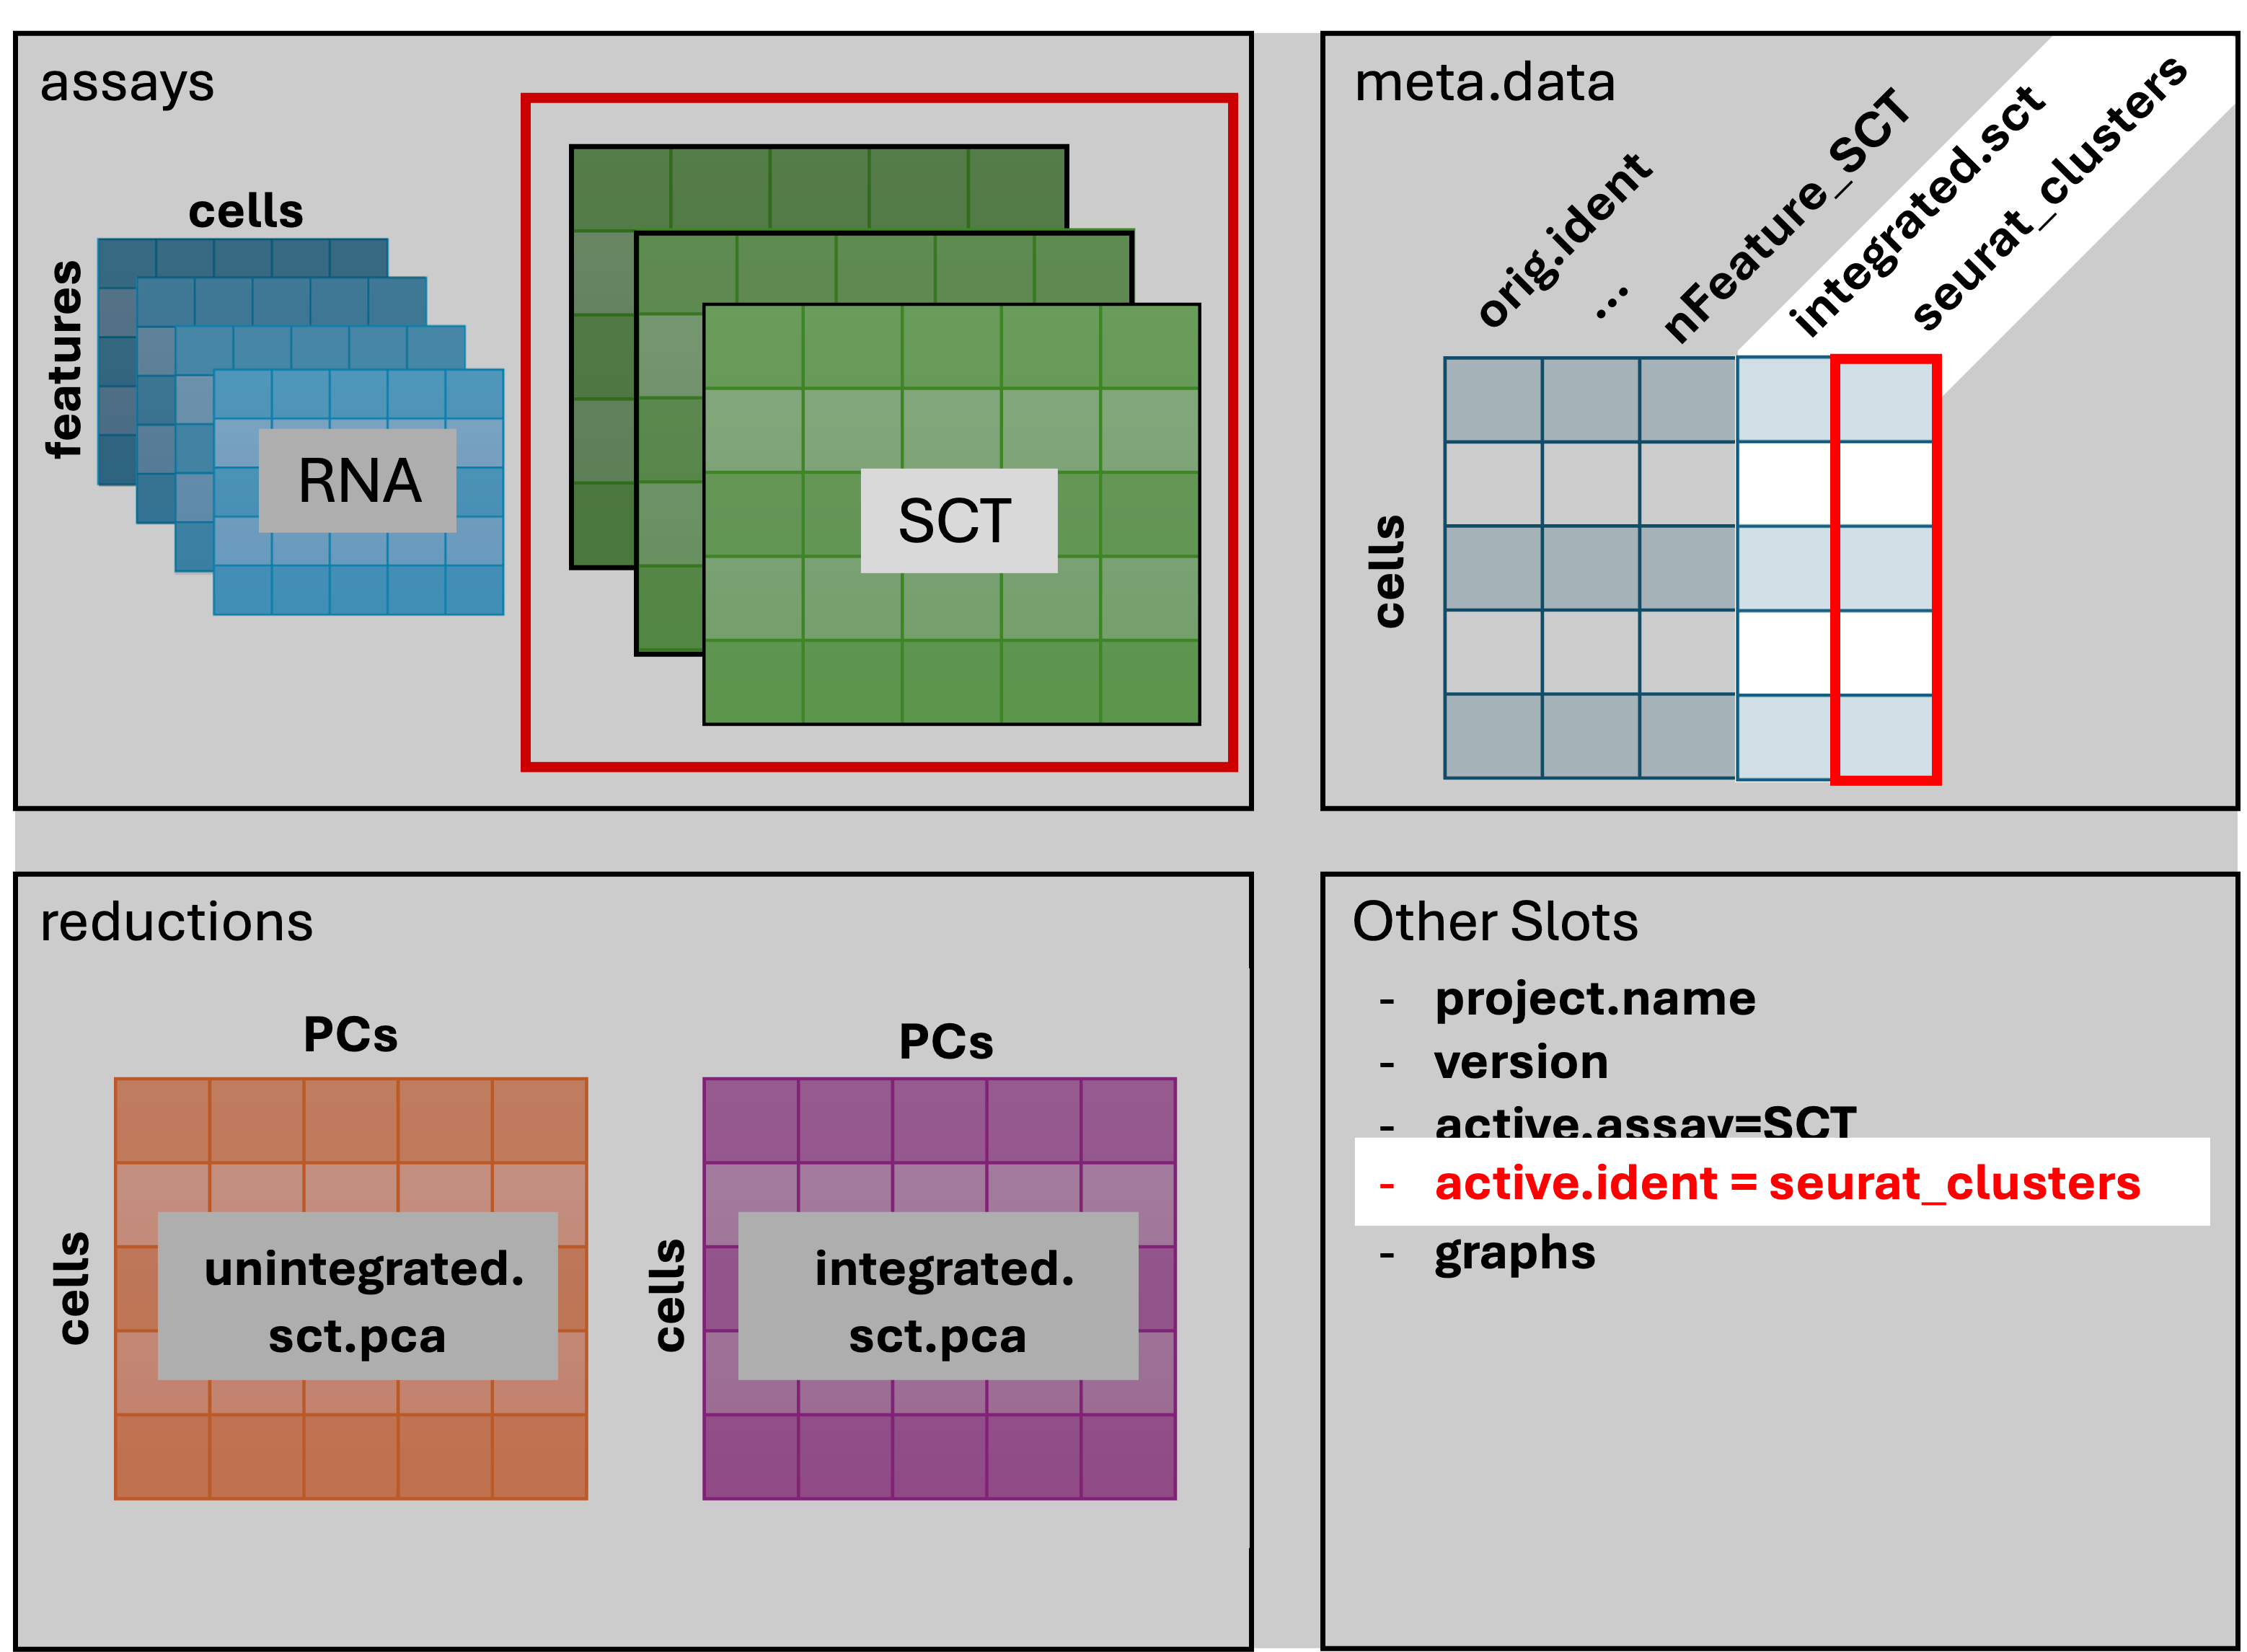 assays
cells
features
RNA
SCT
meta.data
orig.ident
...
nFeature_SCT
integrated.sct
seurat_clusters
cells
reductions
PCs
cells
unintegrated.
sct.pca
PCs
cells
integrated.
sct.pca
Other Slots
- project.name
- version
- active.assay=SCT
- active.ident = seurat_clusters
- graphs